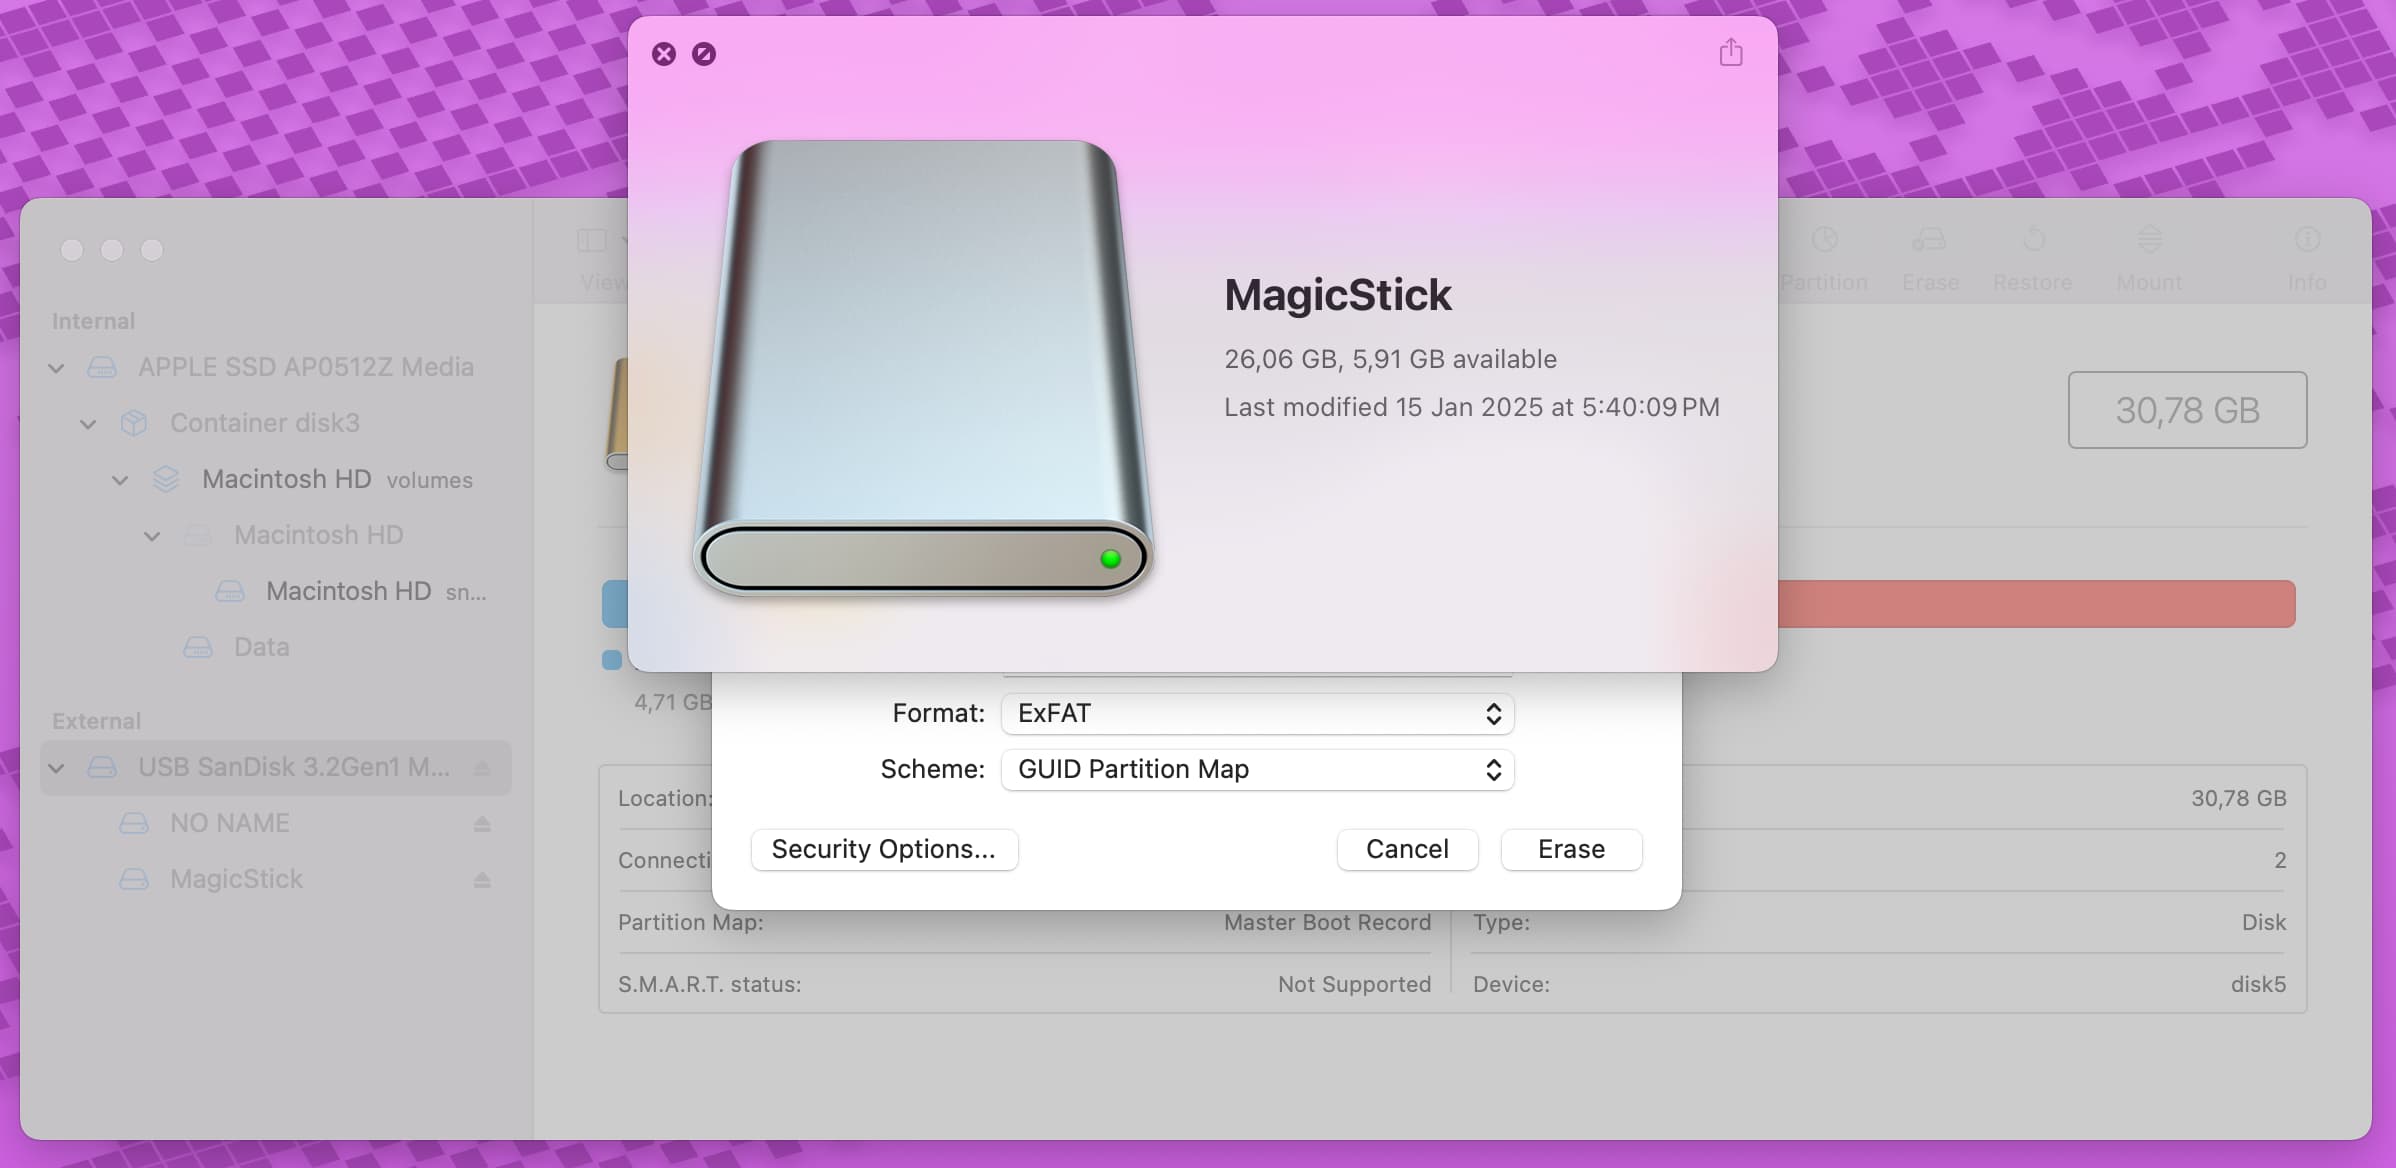 MagicStick
26,06 GB, 5,91 GB available
Last modified 15 Jan 2025 at 5:40:09 PM
View
Partition
Erase
Restore
Mount
Info
Internal
APPLE SSD AP0512Z Media
Container disk3
Macintosh HD volumes
Macintosh HD
Macintosh HD sn...
Data
External
USB SanDisk 3.2Gen1 M...
NO NAME
MagicStick
30,78 GB
4,71 GB
Format: ExFAT
Scheme: GUID Partition Map
Security Options...
Cancel
Erase
Location:
30,78 GB
2
Partition Map: Master Boot Record
Type: Disk
S.M.A.R.T. status: Not Supported
Device: disk5